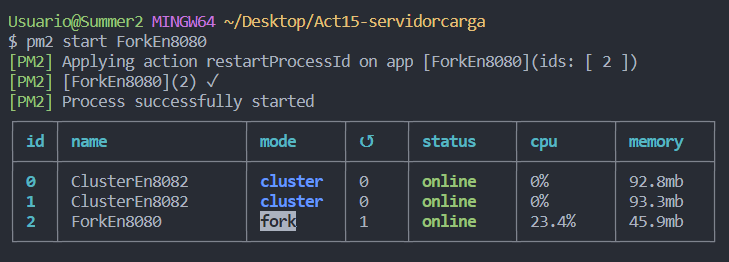 Usuario@Summer2 MINGW64 ~/Desktop/Act15-servidorcarga
$ pm2 start ForkEn8080
[PM2] Applying action restartProcessId on app [ForkEn8080](ids: [ 2 ])
[PM2] [ForkEn8080](2) ✓
[PM2] Process successfully started
id name mode ↺ status cpu memory
0 ClusterEn8082 cluster 0 online 0% 92.8mb
1 ClusterEn8082 cluster 0 online 0% 93.3mb
2 ForkEn8080 fork 1 online 23.4% 45.9mb